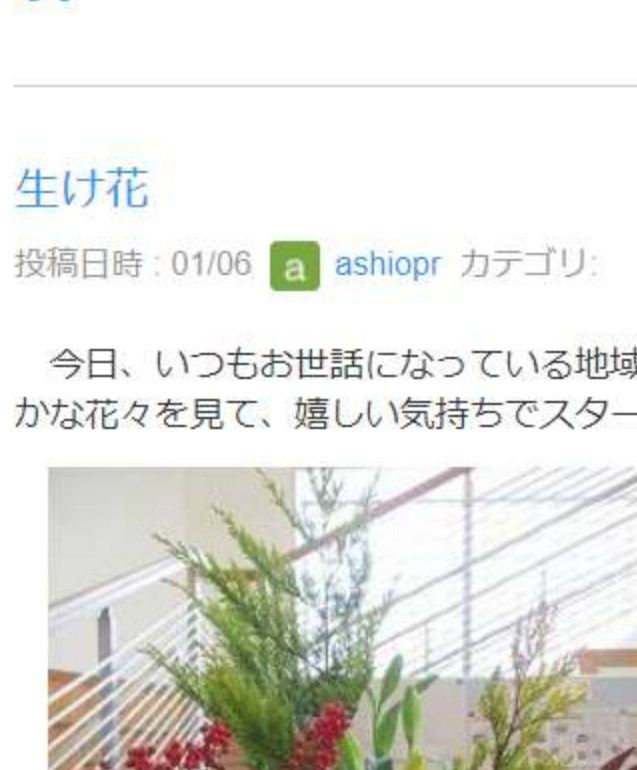 生け花
投稿日時 : 01/06 a ashiopr カテゴリ:
今日、いつもお世話になっている地域
かな花々を見て、嬉しい気持ちでスター